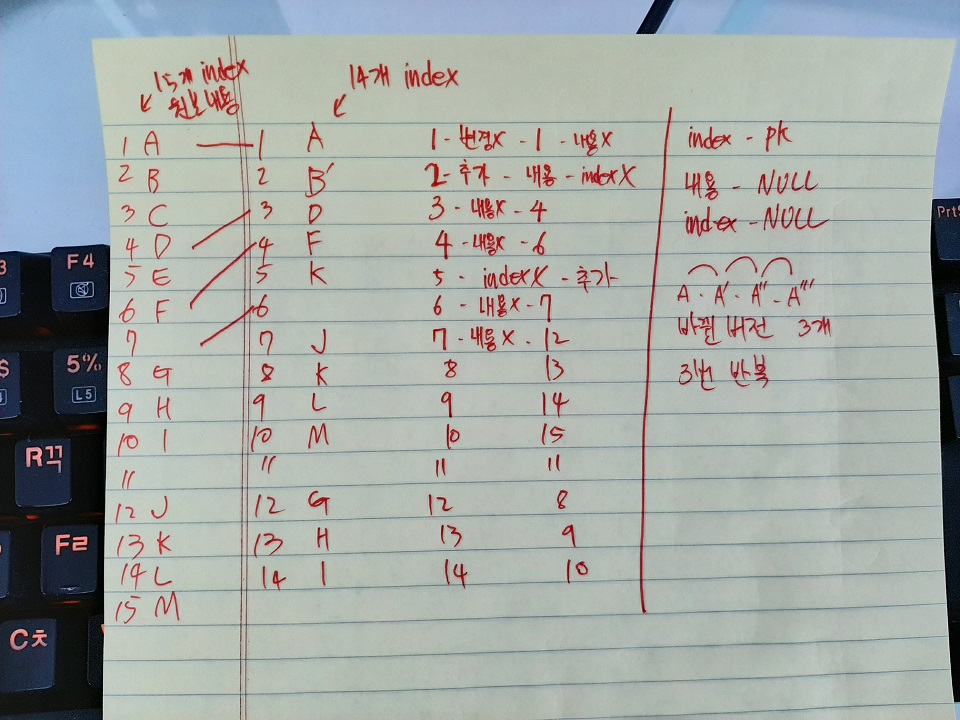 15개 index
원본내용
14개 index
1 A 1 A 1 - 변경X - 1 - 내용X
2 B 2 B' 2 - 추가 - 내용 - indexX
3 C 3 D 3 - 내용X - 4
4 D 4 F 4 - 내용X - 6
5 E 5 K 5 - indexX - 추가
6 F 6 6 - 내용X - 7
7 7 J 7 - 내용X - 12
8 G 8 K 8 13
9 H 9 L 9 14
10 I 10 M 10 15
11 11 11 11
12 J 12 G 12 8
13 K 13 H 13 9
14 L 14 I 14 10
15 M
index - pk
내용 - NULL
index - NULL
A - A' - A'' - A'''
바뀐 버전 3개
3번 반복
F4
5%
L5
R ㄲ
F ㄹ
C ㅊ
PrtS